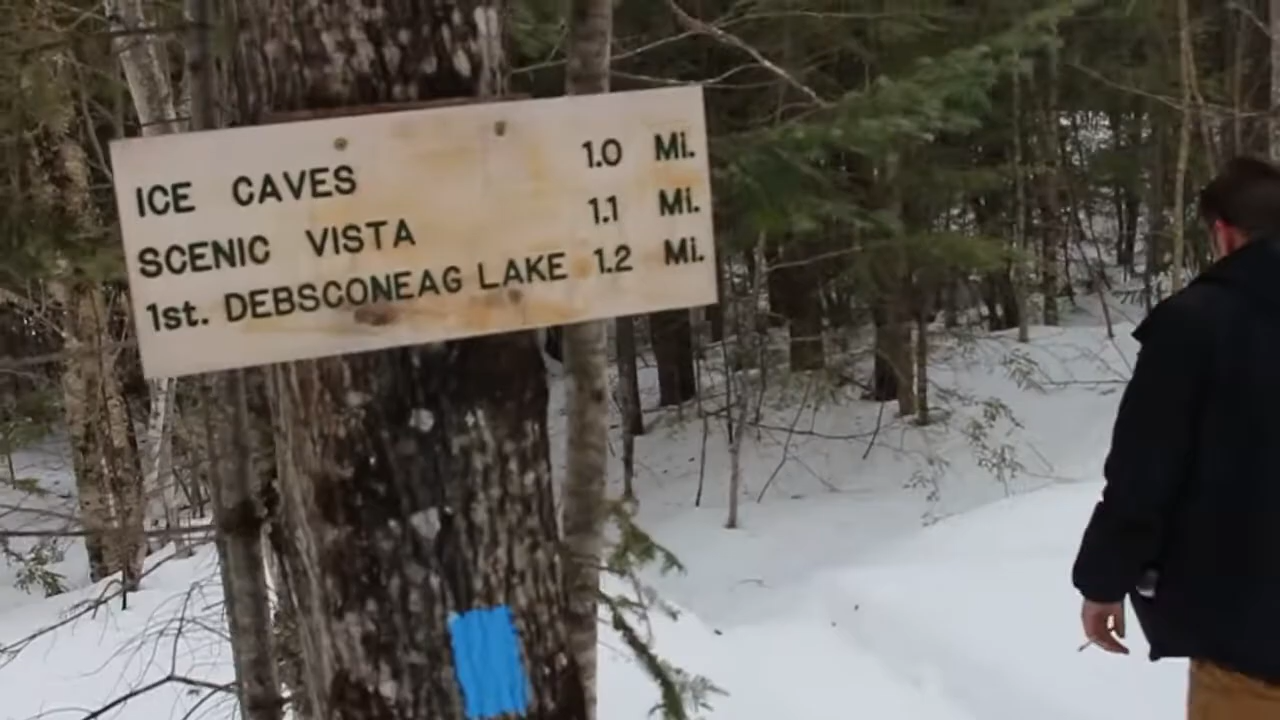 ICE CAVES 1.0 Mi.
SCENIC VISTA 1.1 Mi.
1st. DEBSCONEAG LAKE 1.2 Mi.